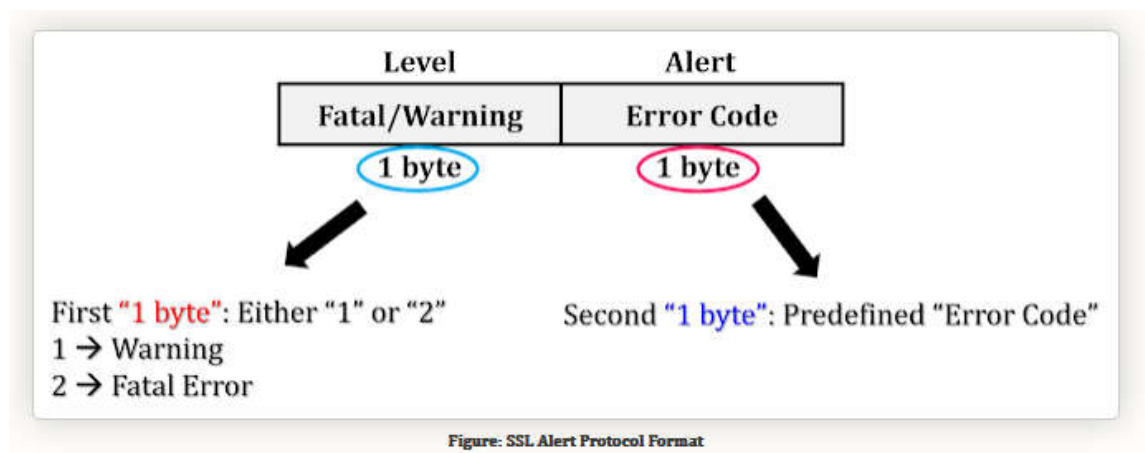 Level Alert
Fatal/Warning Error Code
1 byte 1 byte
First “1 byte”: Either “1” or “2”
1 → Warning
2 → Fatal Error
Second “1 byte”: Predefined “Error Code”
Figure: SSL Alert Protocol Format